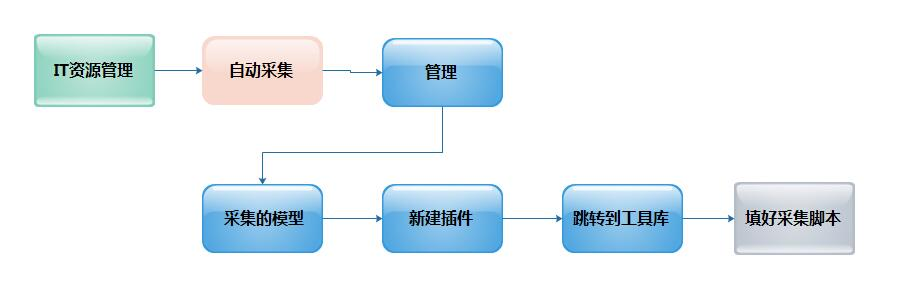 IT资源管理
自动采集
管理
采集的模型
新建插件
跳转到工具库
填好采集脚本